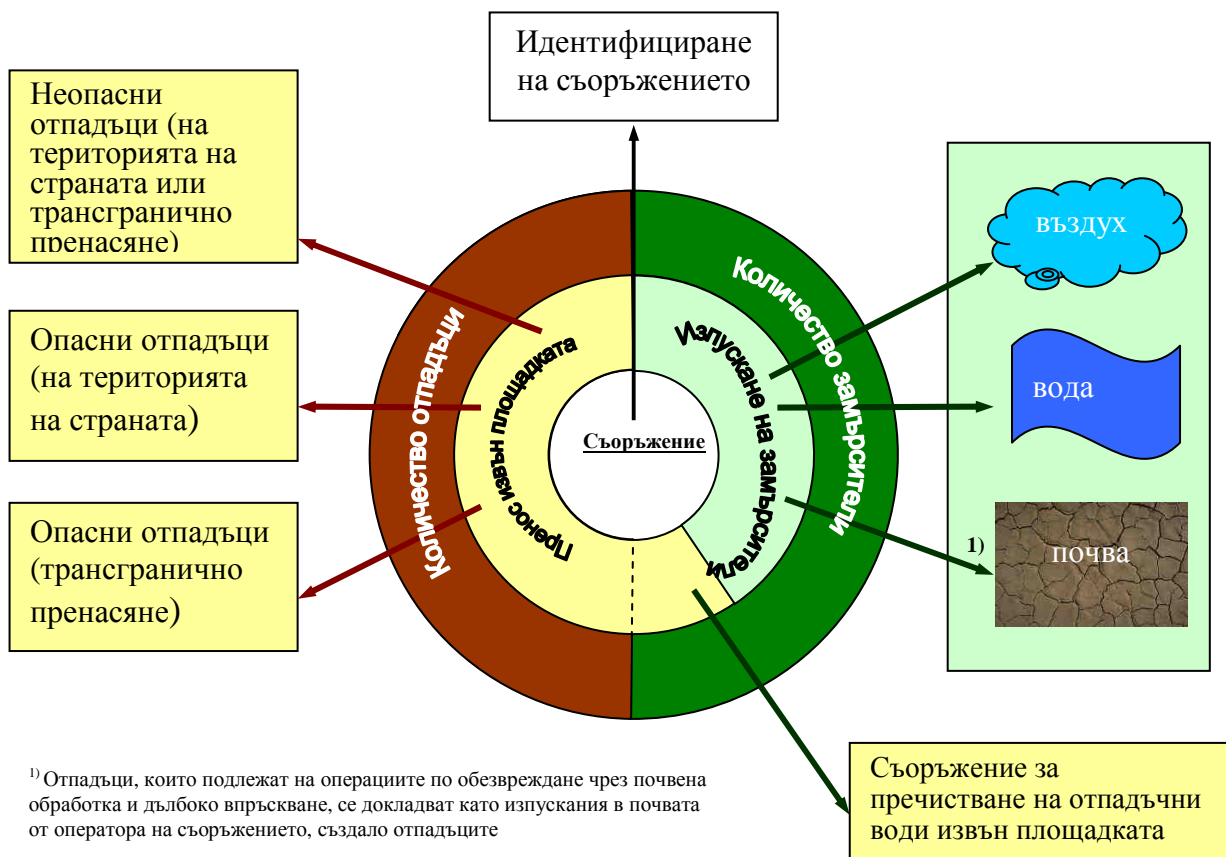 Идентифициране
на съоръжението
Неопасни
отпадъци (на
територията на
страната или
трансгранично
пренасяне)
Опасни отпадъци
(на територията
на страната)
Опасни отпадъци
(трансгранично
пренасяне)
Количество отпадъци
Пренос извън площадката
Съоръжение
Изпускане на замърсители
Количество замърсители
въздух
вода
1)
почва
Съоръжение за
пречистване на отпадъчни
води извън площадката
1) Отпадъци, които подлежат на операциите по обезвреждане чрез почвена
обработка и дълбоко впръскване, се докладват като изпускания в почвата
от оператора на съоръжението, създало отпадъците